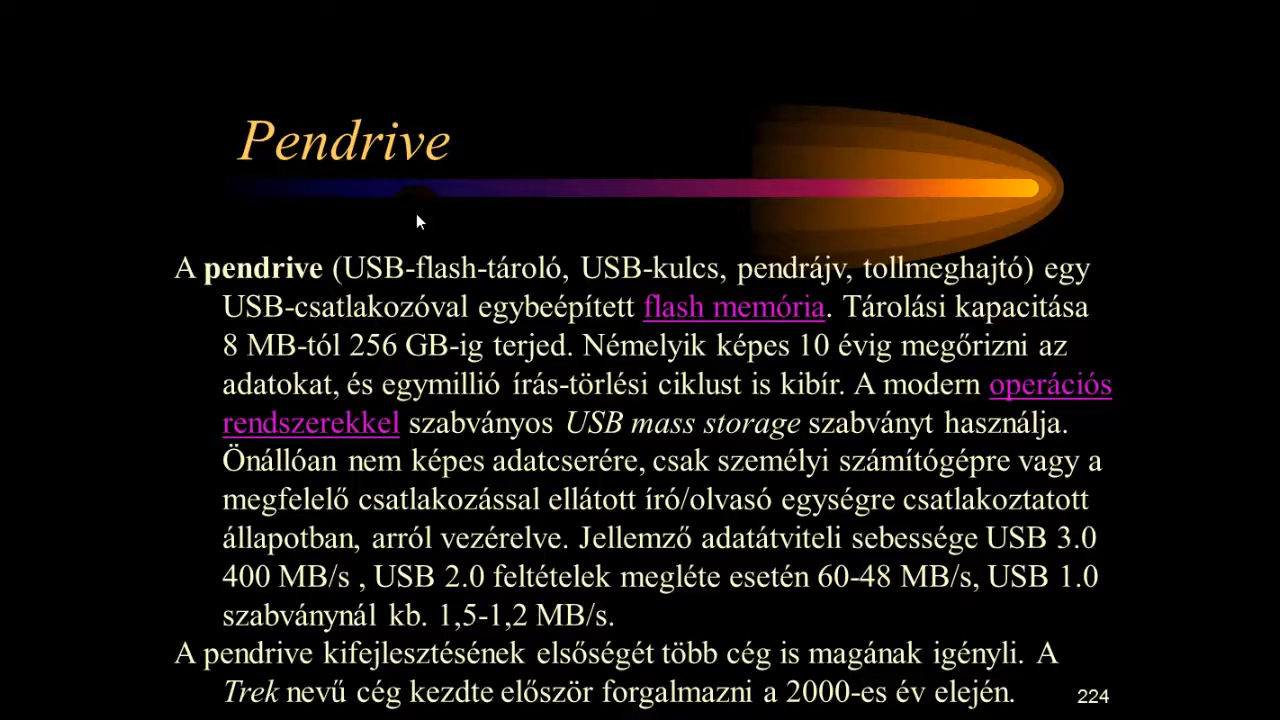 Pendrive
A pendrive (USB-flash-tároló, USB-kulcs, pendrájv, tollmeghajtó) egy
USB-csatlakozóval egybeépített flash memória. Tárolási kapacitása
8 MB-tól 256 GB-ig terjed. Némelyik képes 10 évig megőrizni az
adatokat, és egymillió írás-törlési ciklust is kibír. A modern operációs
rendszerekkel szabványos USB mass storage szabványt használja.
Önállóan nem képes adatcserére, csak személyi számítógépre vagy a
megfelelő csatlakozással ellátott író/olvasó egységre csatlakoztatott
állapotban, arról vezérelve. Jellemző adatátviteli sebessége USB 3.0
400 MB/s , USB 2.0 feltételek megléte esetén 60-48 MB/s, USB 1.0
szabványnál kb. 1,5-1,2 MB/s.
A pendrive kifejlesztésének elsőségét több cég is magának igényli. A
Trek nevű cég kezdte először forgalmazni a 2000-es év elején.
224